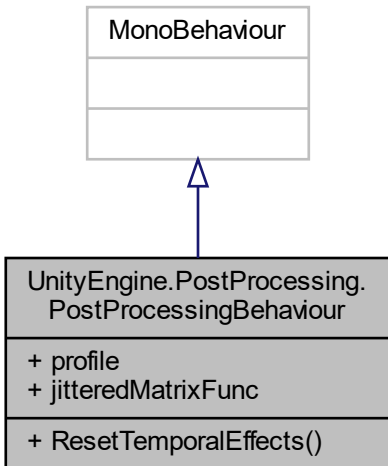 MonoBehaviour
UnityEngine.PostProcessing.
PostProcessingBehaviour
+ profile
+ jitteredMatrixFunc
+ ResetTemporalEffects()